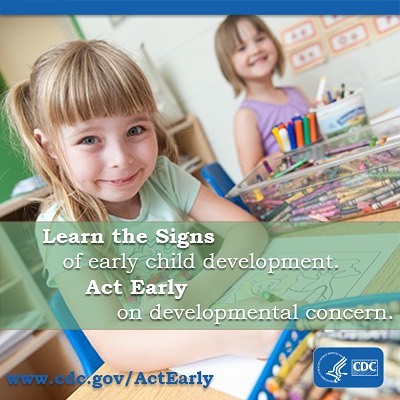 Learn the Signs
of early child development.
Act Early
on developmental concern.
www.cdc.gov/ActEarly
CDC